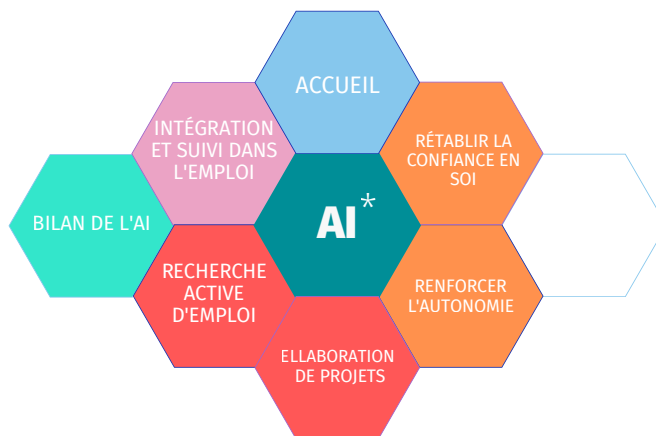 ACCUEIL
INTÉGRATION
ET SUIVI DANS
L'EMPLOI
RÉTABLIR LA
CONFIANCE EN
SOI
BILAN DE L'AI
AI*
RECHERCHE
ACTIVE
D'EMPLOI
RENFORCER
L'AUTONOMIE
ELLABORATION
DE PROJETS